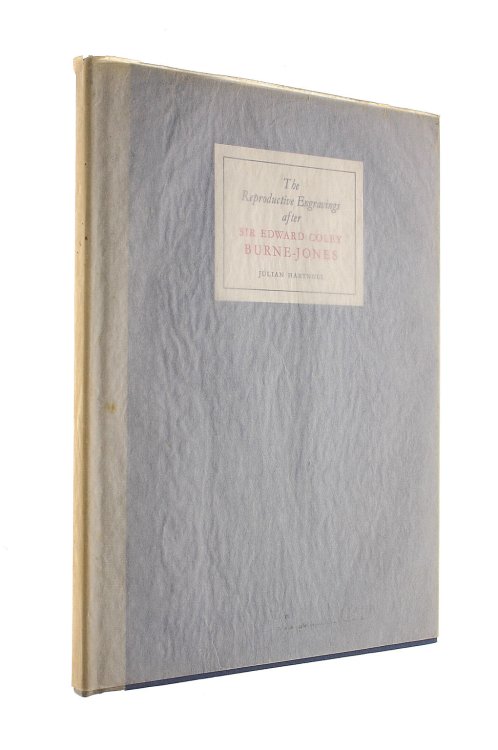 The
Reproductive Engravings
after
SIR EDWARD COLEY
BURNE-JONES
JULIAN HARTNOLL